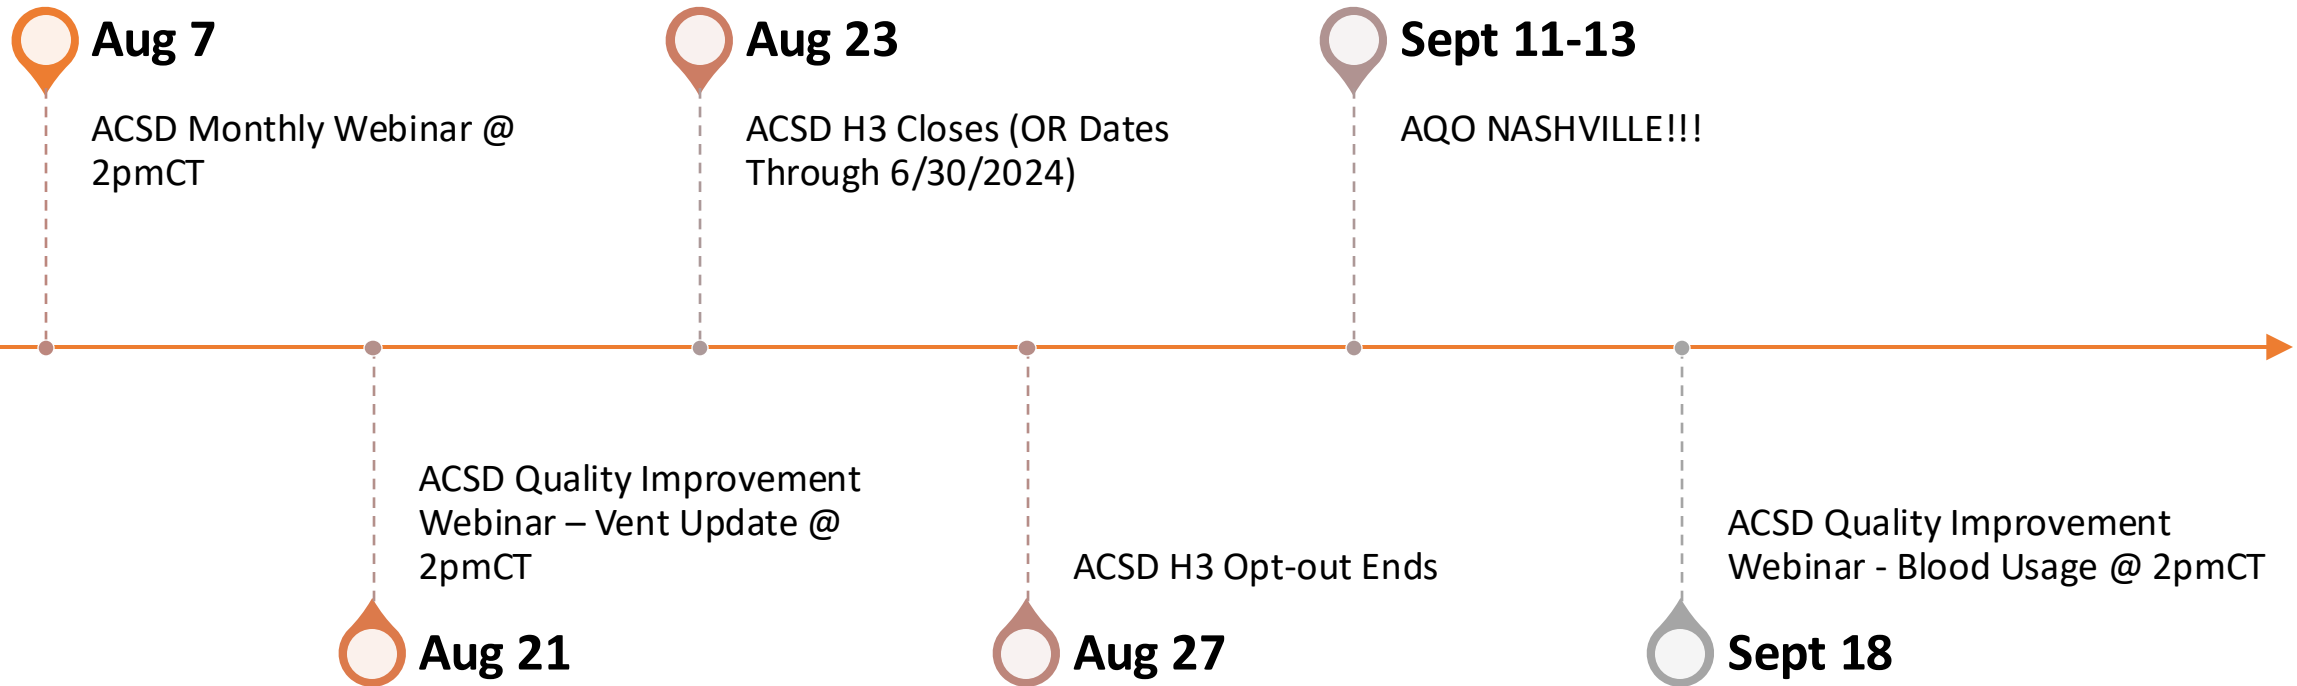 Aug 7
ACSD Monthly Webinar @
2pmCT
Aug 23
ACSD H3 Closes (OR Dates
Through 6/30/2024)
Sept 11-13
AQO NASHVILLE!!!
ACSD Quality Improvement
Webinar – Vent Update @
2pmCT
Aug 21
ACSD H3 Opt-out Ends
Aug 27
ACSD Quality Improvement
Webinar - Blood Usage @ 2pmCT
Sept 18